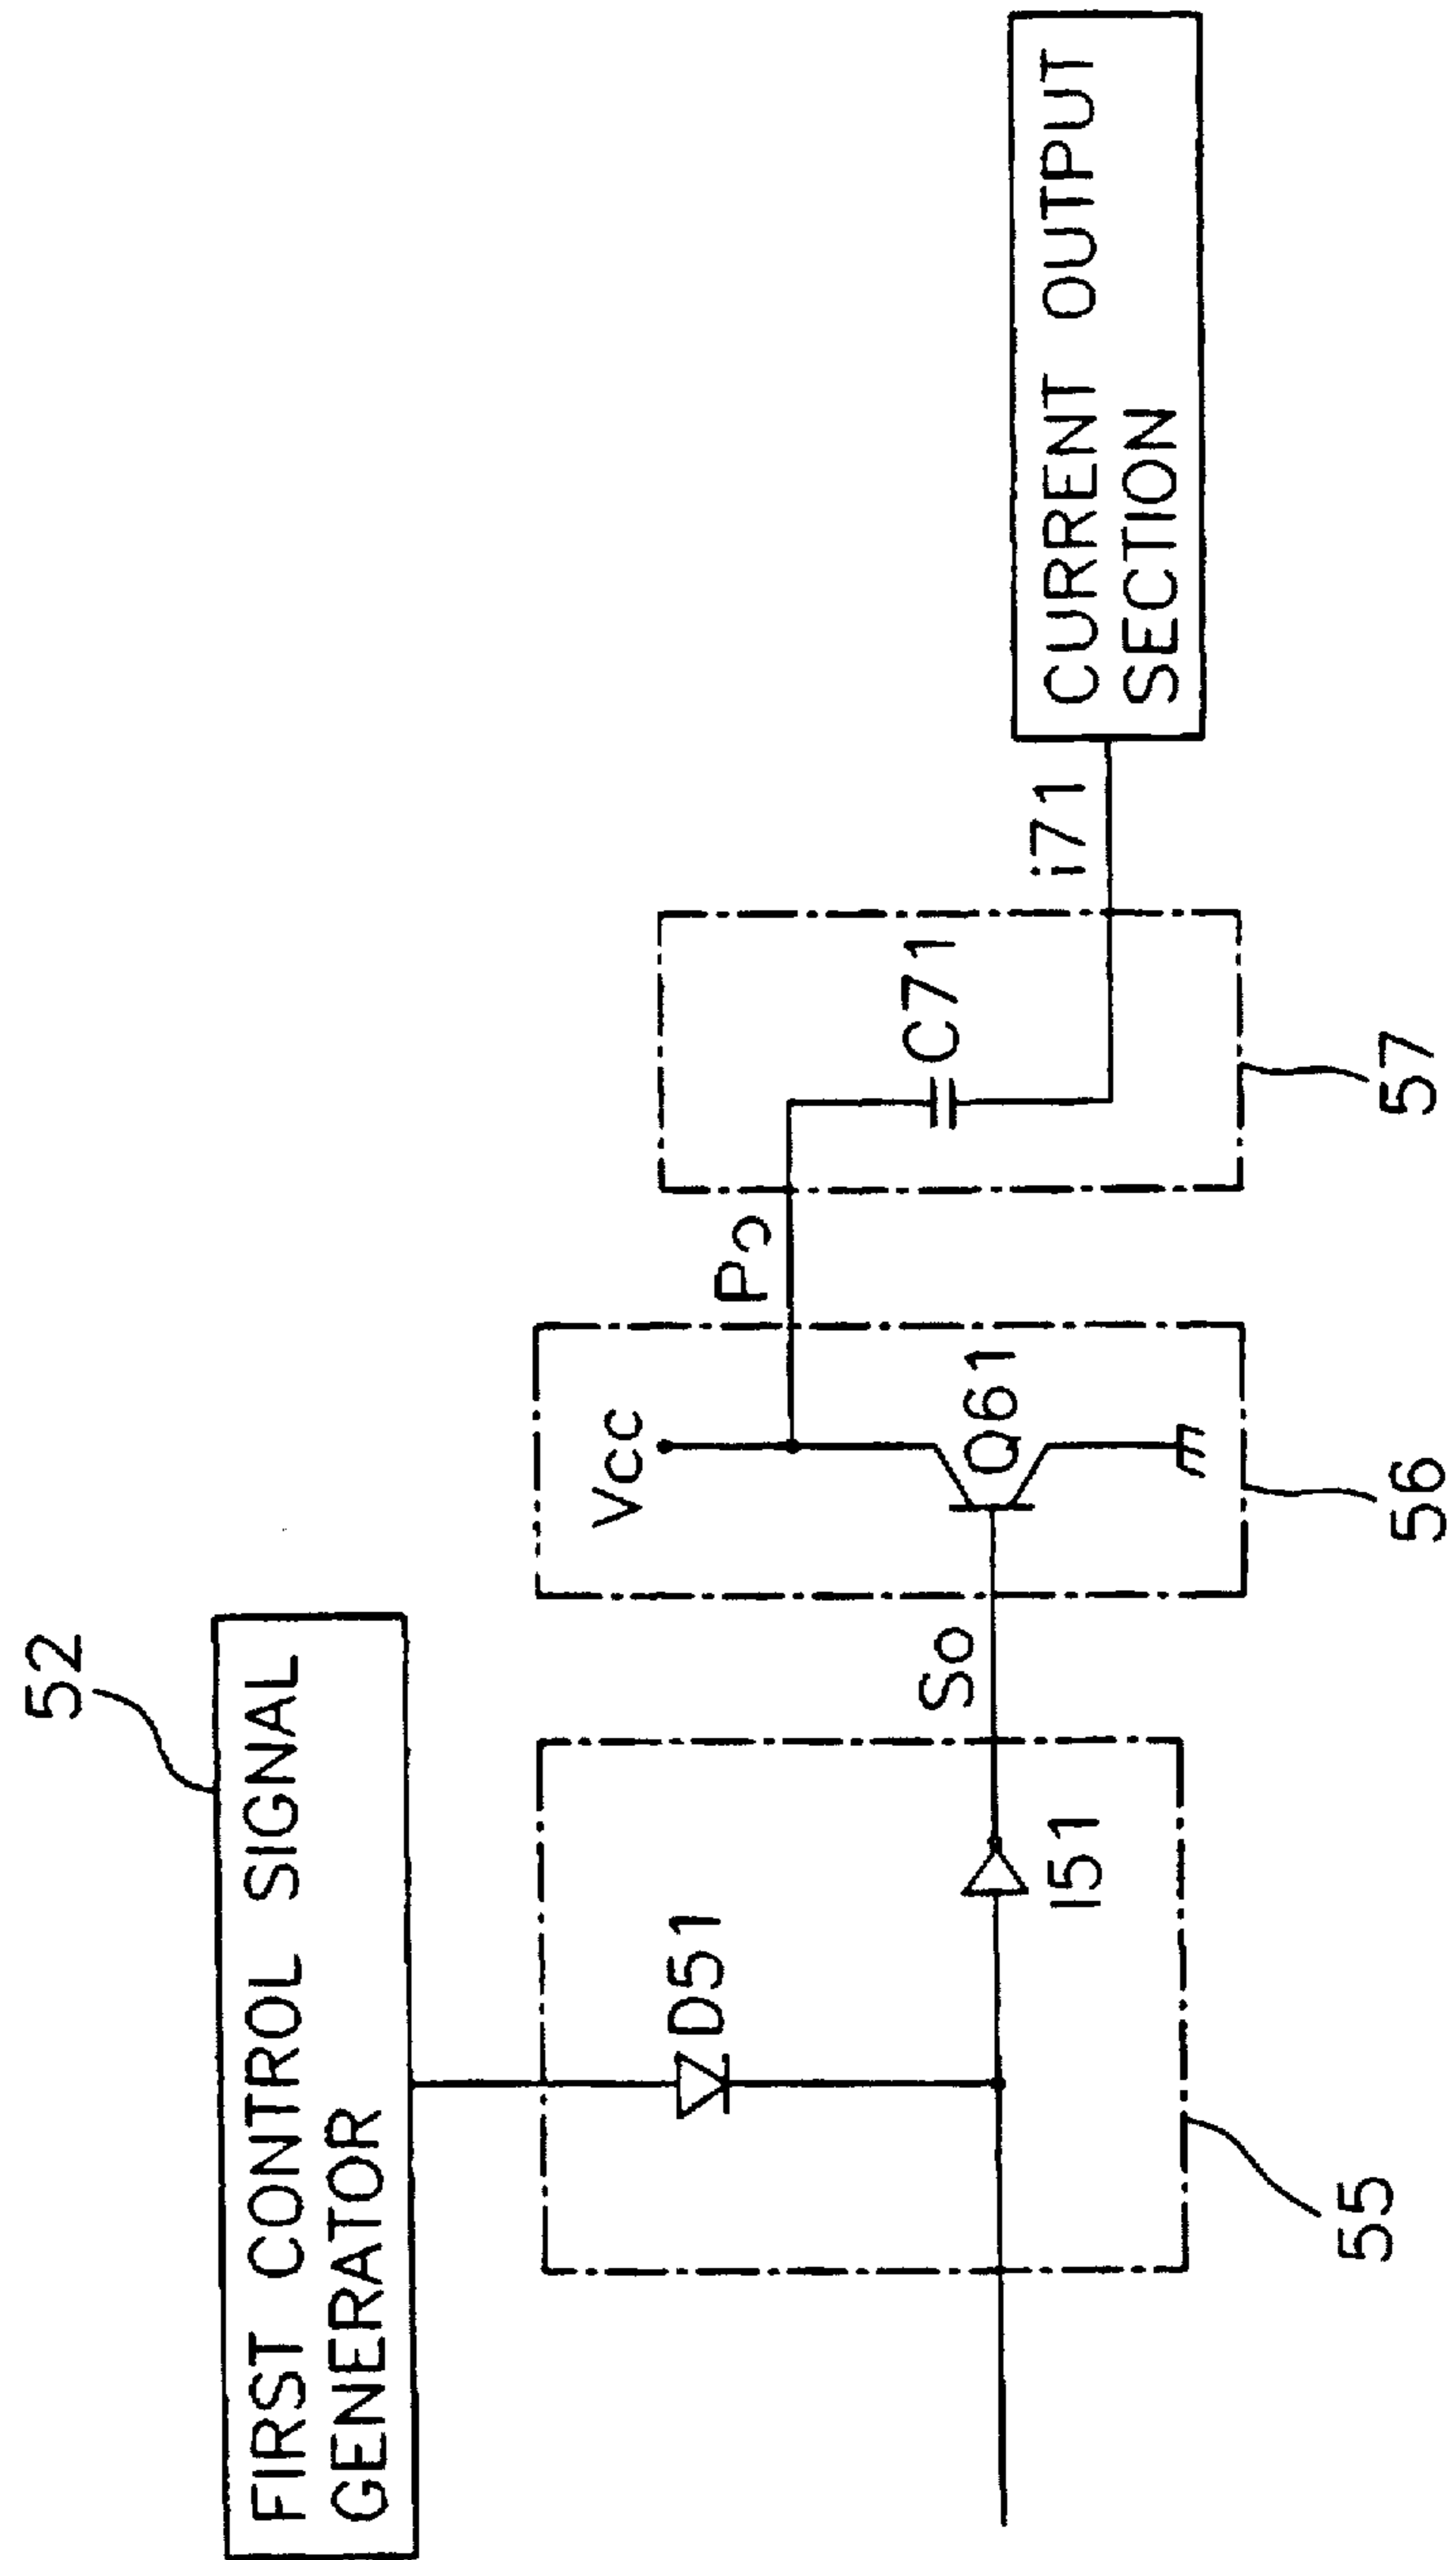 52
FIRST CONTROL SIGNAL
GENERATOR
D51
I51
55
So
Vcc
Q61
56
Po
C71
57
i71
CURRENT OUTPUT
SECTION